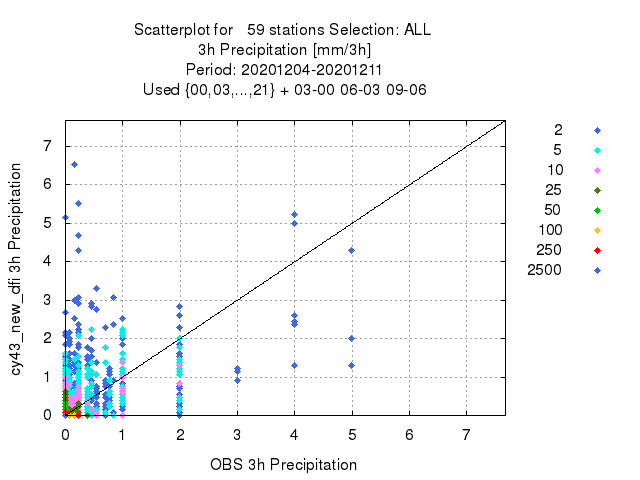 Scatterplot for 59 stations Selection: ALL
3h Precipitation [mm/3h]
Period: 20201204-20201211
Used {00,03,...,21} + 03-00 06-03 09-06
cy43_new_dfi 3h Precipitation
7
6
5
4
3
2
1
0
0 1 2 3 4 5 6 7
OBS 3h Precipitation
2
5
10
25
50
100
250
2500